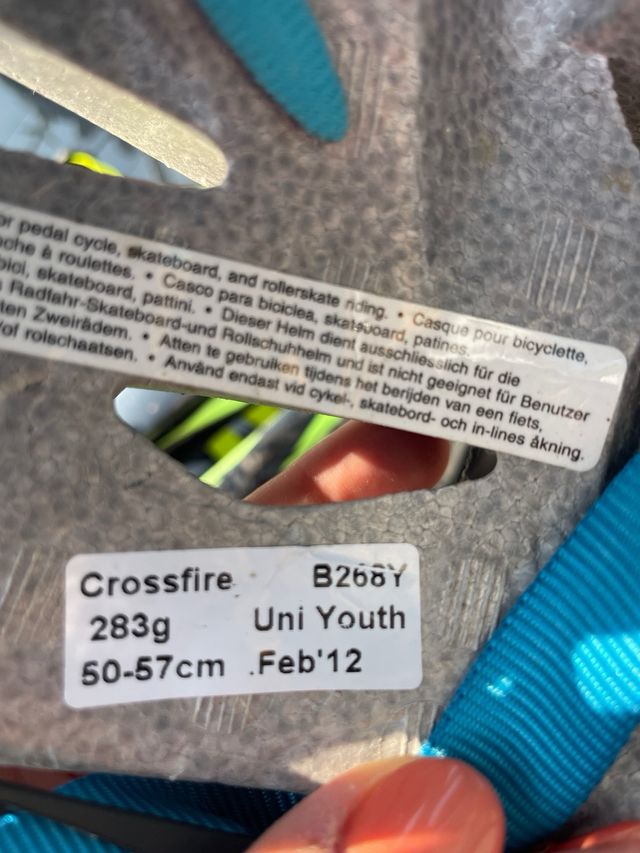 or pedal cycle, skateboard, and rollerskate riding. • Casque pour bicyclette,
che à roulettes. • Casco para biciclea, skateboard, patines.
bici, skateboard, pattini. • Dieser Helm dient ausschliesslich für die
Radfahr-Skateboard-und Rollschuhhelm und ist nicht geeignet für Benutzer
ten Zweirädern. • Atten te gebruiken tijdens het berijden van een fiets,
of rolschaatsen. • Använd endast vid cykel-, skatebord- och in-lines åkning.
Crossfire B268Y
283g Uni Youth
50-57cm .Feb'12